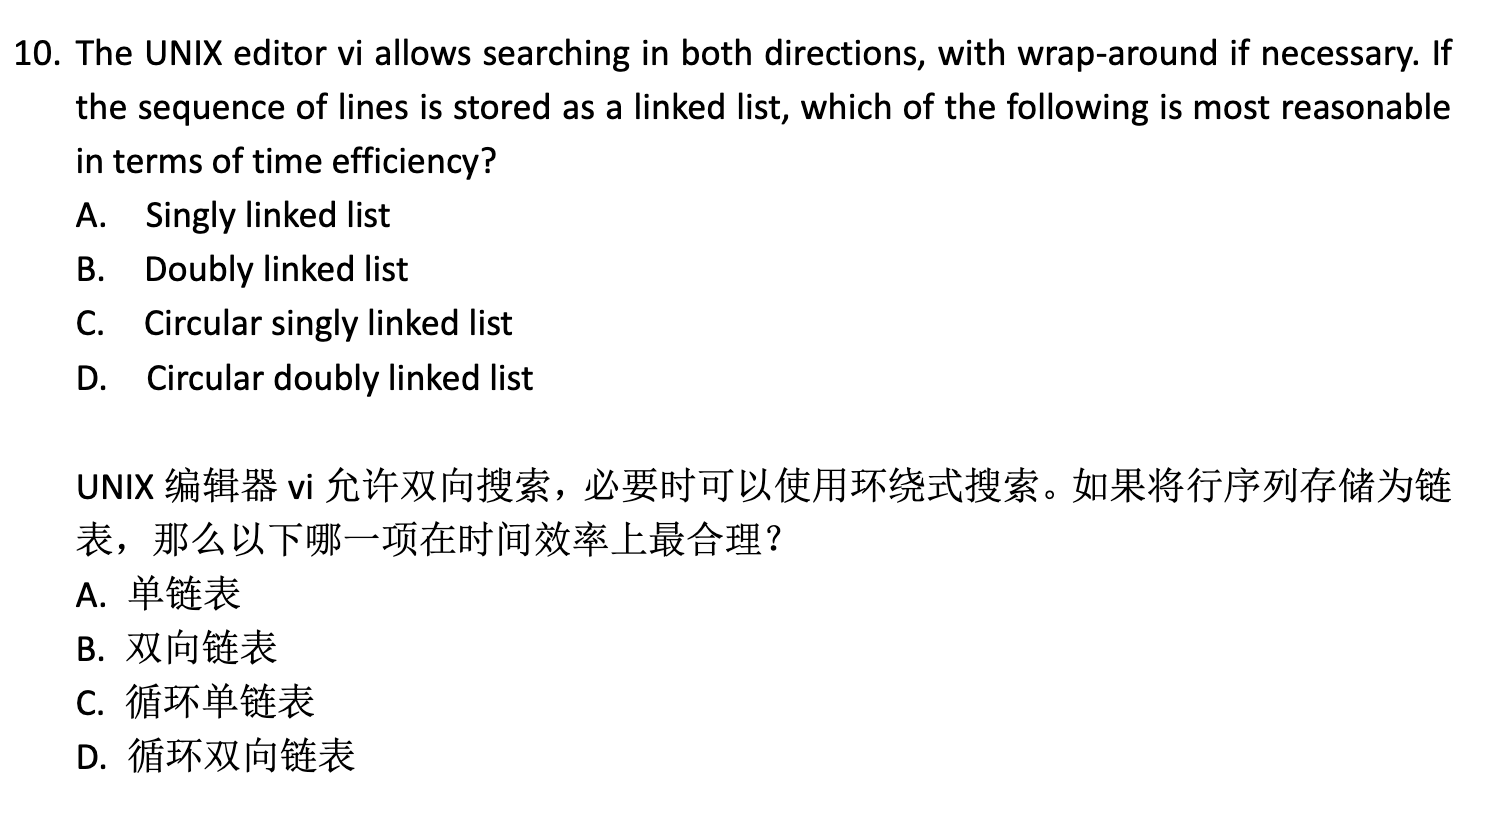 10. The UNIX editor vi allows searching in both directions, with wrap-around if necessary. If
the sequence of lines is stored as a linked list, which of the following is most reasonable
in terms of time efficiency?
A. Singly linked list
B. Doubly linked list
C. Circular singly linked list
D. Circular doubly linked list
UNIX 编辑器 vi 允许双向搜索，必要时可以使用环绕式搜索。如果将行序列存储为链
表，那么以下哪一项在时间效率上最合理？
A. 单链表
B. 双向链表
C. 循环单链表
D. 循环双向链表